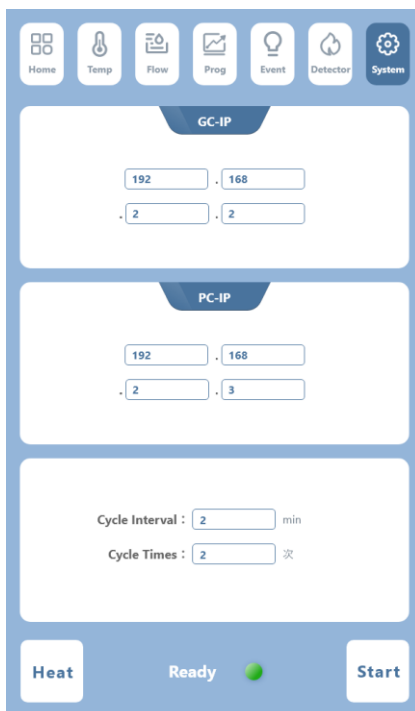 Home Temp Flow Prog Event Detector System
GC-IP
192 . 168
. 2 . 2
PC-IP
192 . 168
. 2 . 3
Cycle Interval : 2 min
Cycle Times : 2 次
Heat Ready Start